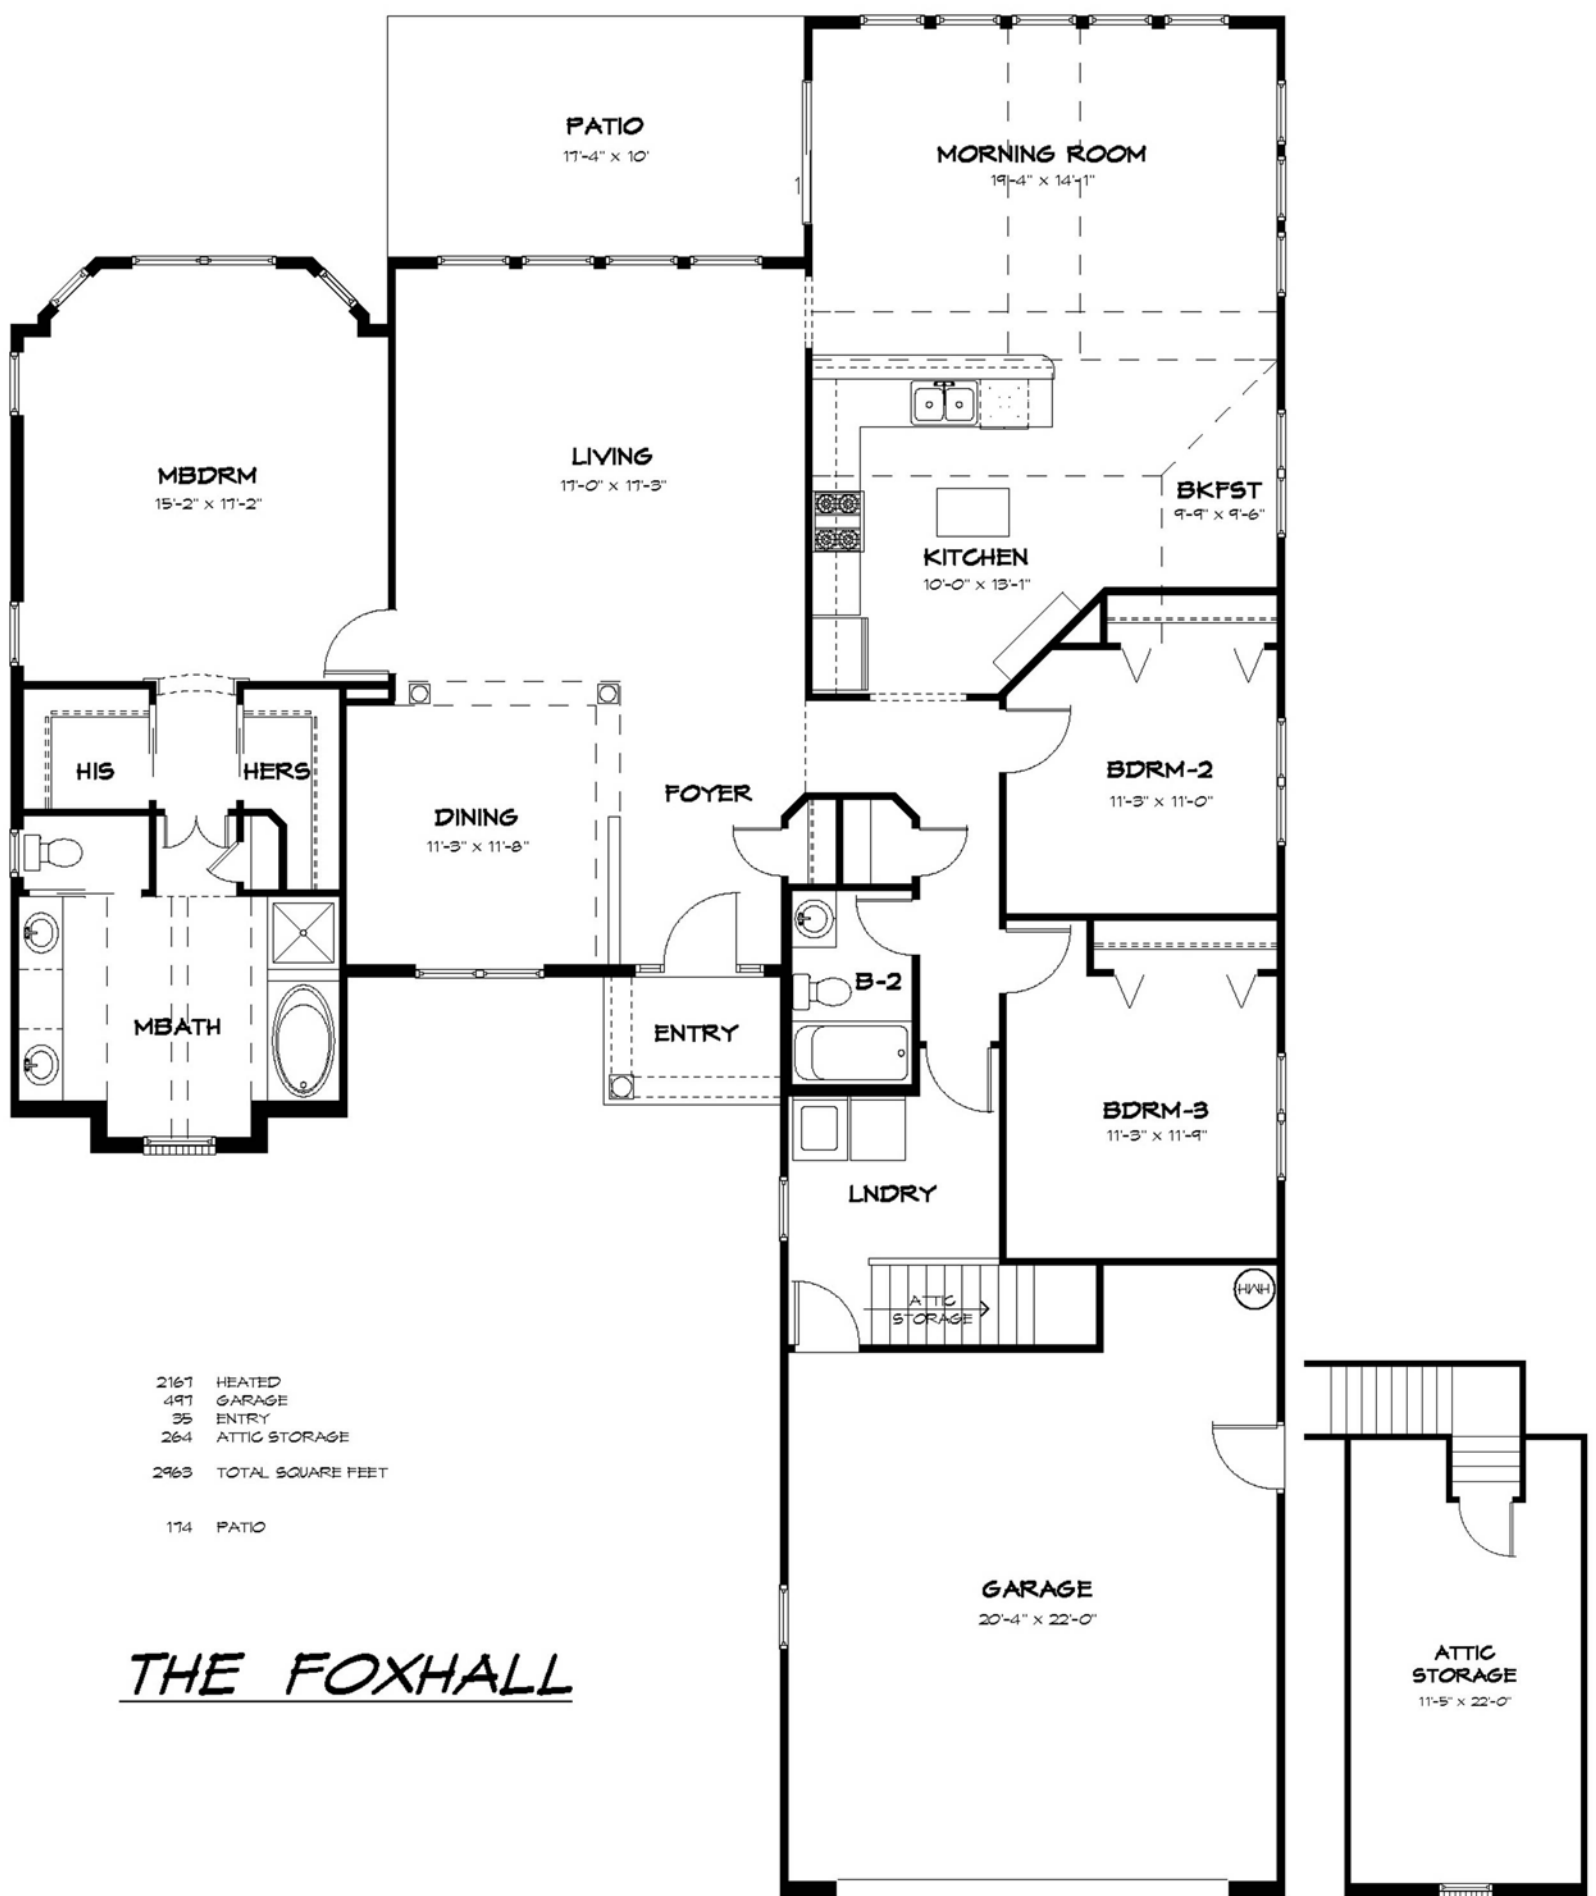 PATIO
17'-4" x 10'
MORNING ROOM
19'-4" x 14'-1"
MBDRM
15'-2" x 17'-2"
LIVING
17'-0" x 17'-3"
BKFST
9'-9" x 9'-6"
KITCHEN
10'-0" x 13'-1"
HIS
HERS
DINING
11'-3" x 11'-8"
FOYER
BDRM-2
11'-3" x 11'-0"
MBATH
ENTRY
B-2
BDRM-3
11'-3" x 11'-9"
LNDRY
ATTIC
STORAGE
HWH
2167 HEATED
497 GARAGE
35 ENTRY
264 ATTIC STORAGE
2963 TOTAL SQUARE FEET
174 PATIO
GARAGE
20'-4" x 22'-0"
ATTIC
STORAGE
11'-5" x 22'-0"
THE FOXHALL